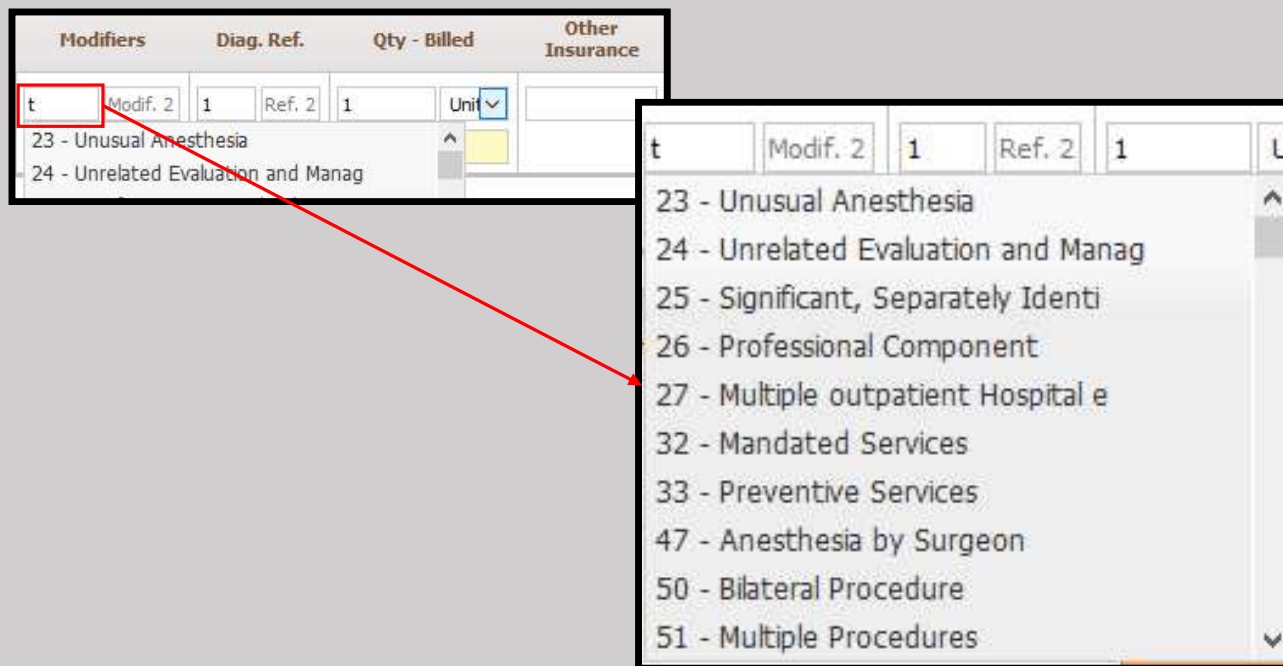 Modifiers Diag. Ref. Qty - Billed Other Insurance
t Modif. 2 1 Ref. 2 1 Unit
23 - Unusual Anesthesia
24 - Unrelated Evaluation and Manag
t Modif. 2 1 Ref. 2 1
23 - Unusual Anesthesia
24 - Unrelated Evaluation and Manag
25 - Significant, Separately Identi
26 - Professional Component
27 - Multiple outpatient Hospital e
32 - Mandated Services
33 - Preventive Services
47 - Anesthesia by Surgeon
50 - Bilateral Procedure
51 - Multiple Procedures